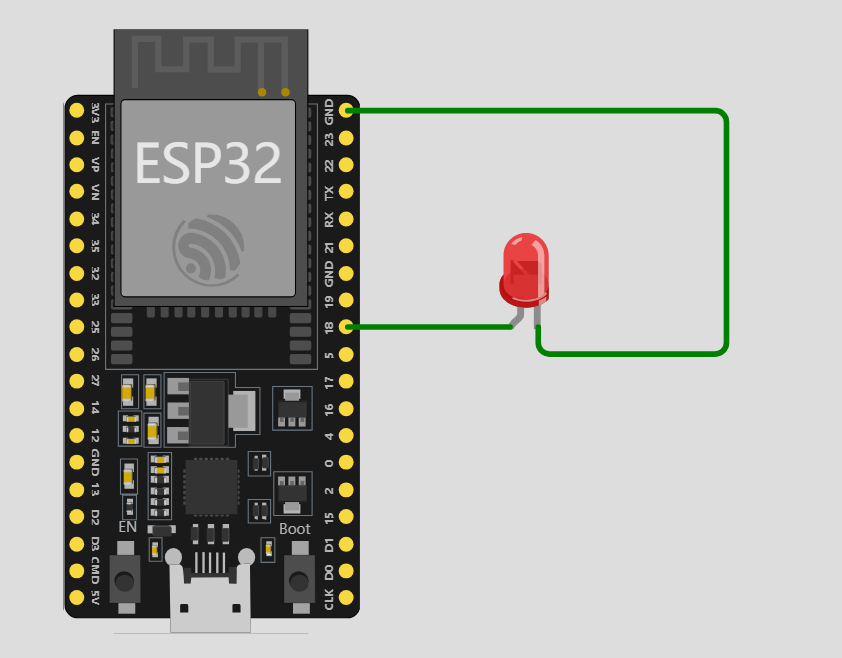 ESP32
3V3
EN
VP
VN
34
35
32
33
25
26
27
14
12
GND
13
D2
D3
CMD
5V
GND
23
22
TX
RX
21
GND
19
18
5
17
16
4
0
2
15
D1
D0
CLK
EN
Boot